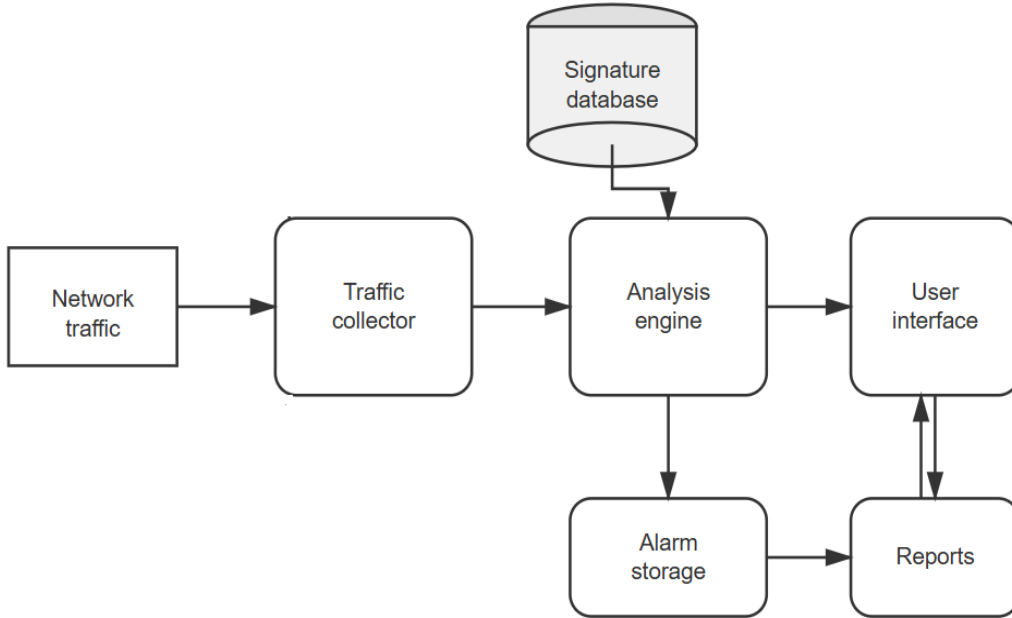 Signature
database
Network
traffic
Traffic
collector
Analysis
engine
User
interface
Alarm
storage
Reports